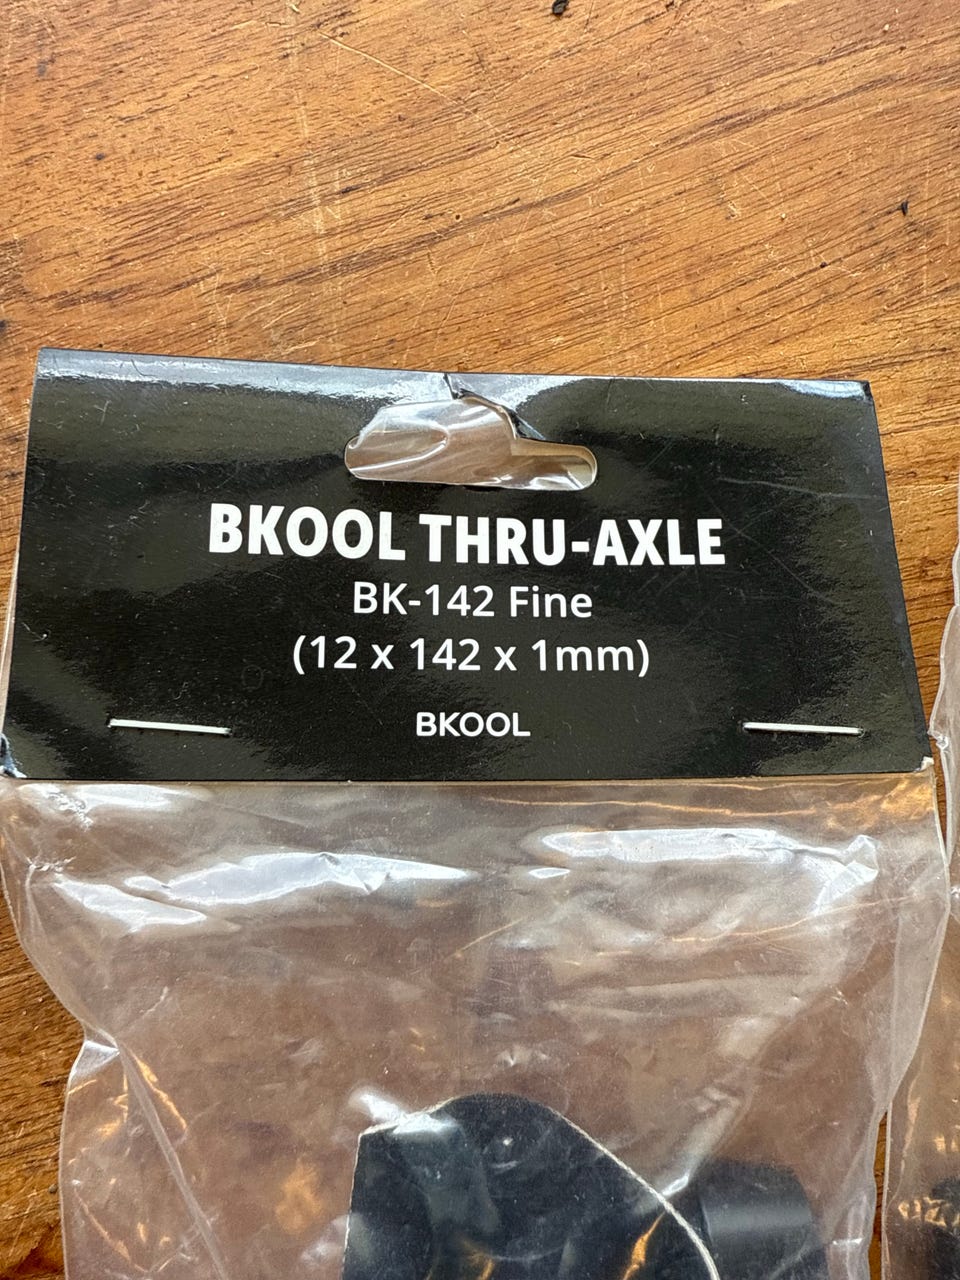 BKOOL THRU-AXLE
BK-142 Fine
(12 x 142 x 1mm)
BKOOL